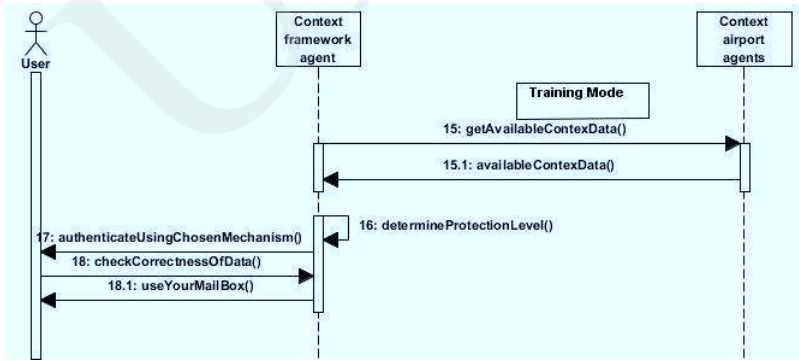 User
Context
framework
agent
Context
airport
agents
Training Mode
15: getAvailableContexData()
15.1: availableContexData()
16: determineProtectionLevel()
17: authenticateUsingChosenMechanism()
18: checkCorrectnessOfData()
18.1: useYourMailBox()